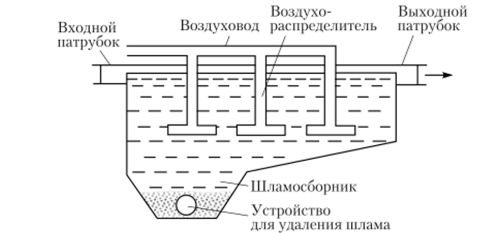 Входной
патрубок
Воздуховод
Воздухо-
распределитель
Выходной
патрубок
Шламосборник
Устройство
для удаления шлама